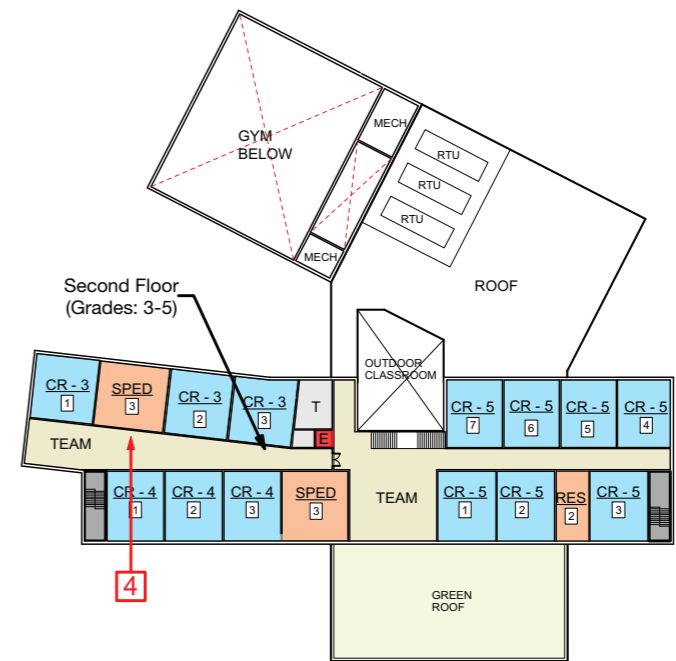 GYM
BELOW
MECH
RTU
RTU
RTU
MECH
ROOF
Second Floor
(Grades: 3-5)
OUTDOOR
CLASSROOM
CR - 3
1
SPED
3
CR - 3
2
CR - 3
3
T
E
CR - 5
7
CR - 5
6
CR - 5
5
CR - 5
4
TEAM
CR - 4
1
CR - 4
2
CR - 4
3
SPED
3
TEAM
CR - 5
1
CR - 5
2
RES
2
CR - 5
3
4
GREEN
ROOF